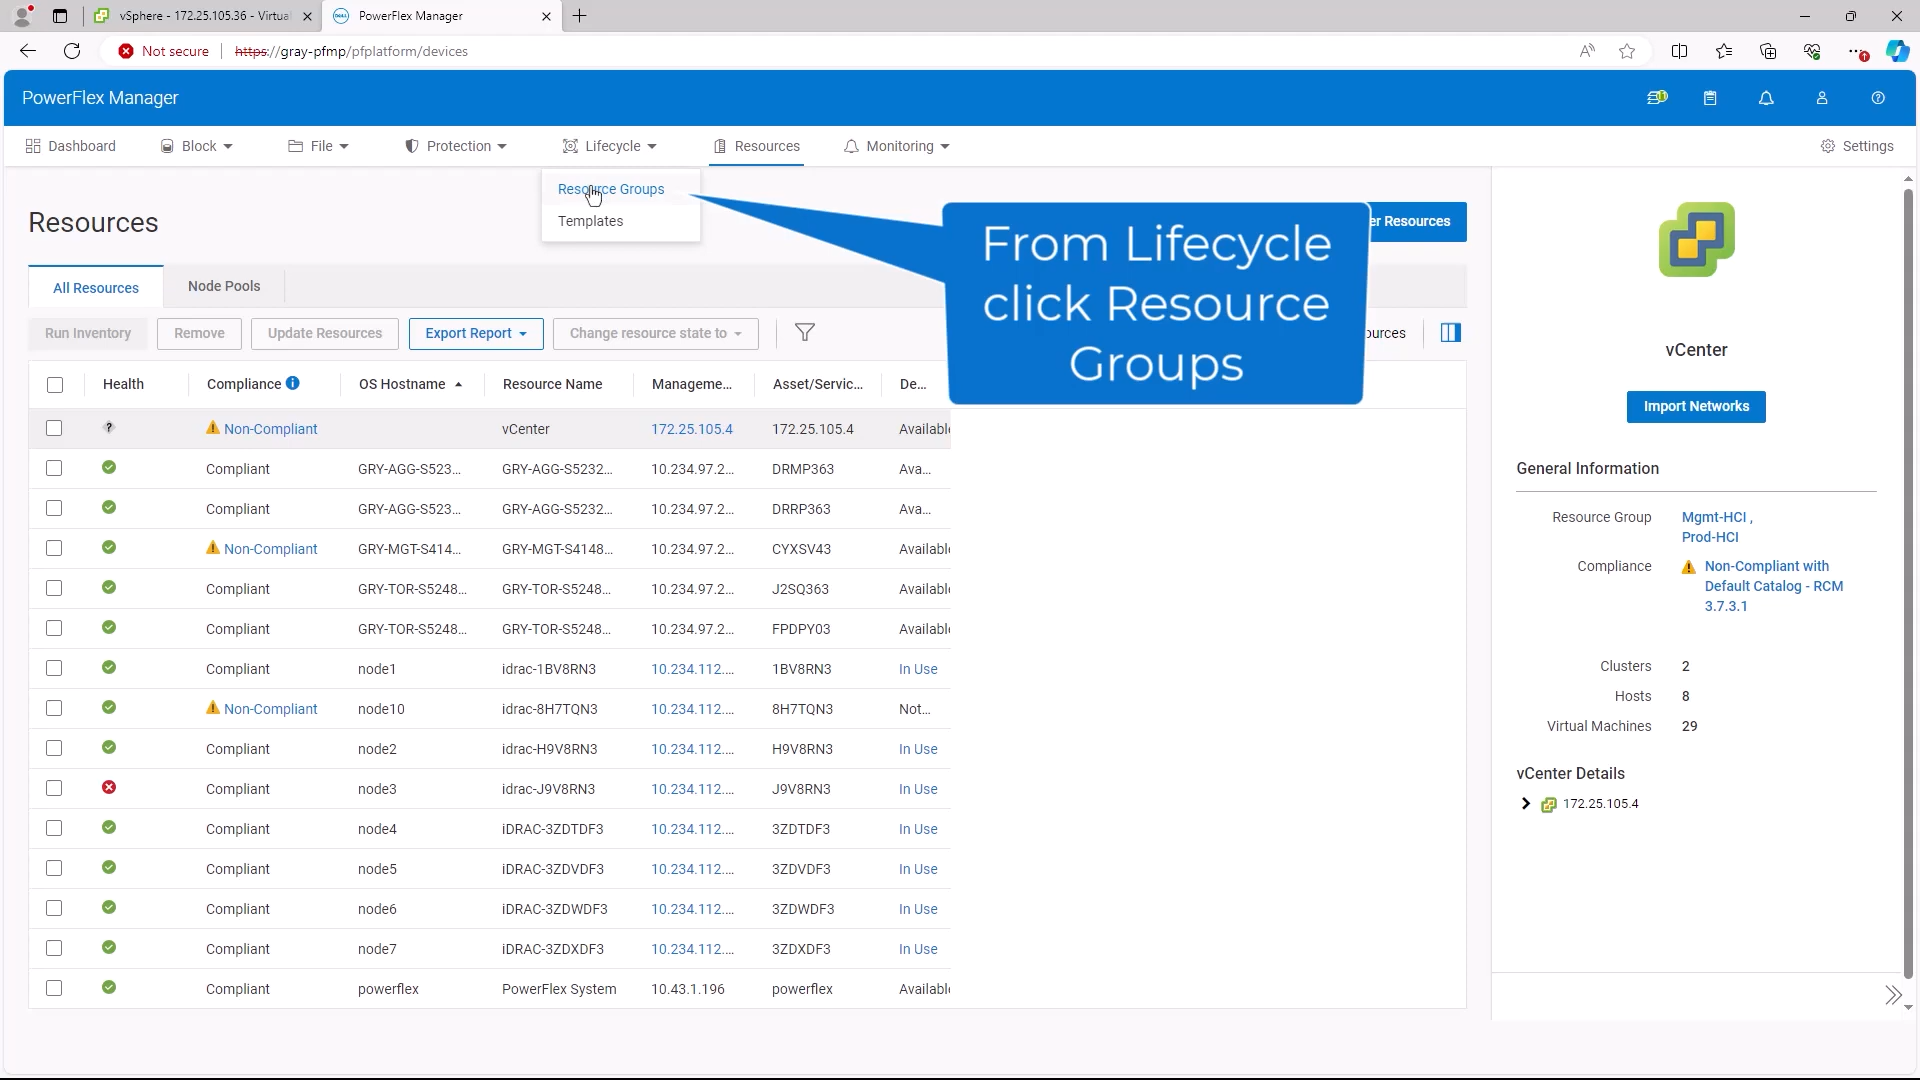 vSphere - 172.25.105.36 - Virtual
PowerFlex Manager
Not secure
https://gray-pfmp/pfplatform/devices
PowerFlex Manager
Dashboard
Block
File
Protection
Lifecycle
Resources
Monitoring
Settings
Resource Groups
Templates
From Lifecycle
click Resource
Groups
Resources
er Resources
All Resources
Node Pools
Run Inventory
Remove
Update Resources
Export Report
Change resource state to
ources
Health Compliance OS Hostname Resource Name Manageme... Asset/Servic... De...
Non-Compliant vCenter 172.25.105.4 172.25.105.4 Availabl
Compliant GRY-AGG-S523... GRY-AGG-S5232... 10.234.97.2... DRMP363 Ava...
Compliant GRY-AGG-S523... GRY-AGG-S5232... 10.234.97.2... DRRP363 Ava...
Non-Compliant GRY-MGT-S414... GRY-MGT-S4148... 10.234.97.2... CYXSV43 Availabl
Compliant GRY-TOR-S5248... GRY-TOR-S5248... 10.234.97.2... J2SQ363 Availabl
Compliant GRY-TOR-S5248... GRY-TOR-S5248... 10.234.97.2... FPDPY03 Availabl
Compliant node1 idrac-1BV8RN3 10.234.112.... 1BV8RN3 In Use
Non-Compliant node10 idrac-8H7TQN3 10.234.112.... 8H7TQN3 Not...
Compliant node2 idrac-H9V8RN3 10.234.112.... H9V8RN3 In Use
Compliant node3 idrac-J9V8RN3 10.234.112.... J9V8RN3 In Use
Compliant node4 iDRAC-3ZDTDF3 10.234.112.... 3ZDTDF3 In Use
Compliant node5 iDRAC-3ZDVDF3 10.234.112.... 3ZDVDF3 In Use
Compliant node6 iDRAC-3ZDWDF3 10.234.112.... 3ZDWDF3 In Use
Compliant node7 iDRAC-3ZDXDF3 10.234.112.... 3ZDXDF3 In Use
Compliant powerflex PowerFlex System 10.43.1.196 powerflex Availabl
vCenter
Import Networks
General Information
Resource Group Mgmt-HCI ,
Prod-HCI
Compliance Non-Compliant with
Default Catalog - RCM
3.7.3.1
Clusters 2
Hosts 8
Virtual Machines 29
vCenter Details
172.25.105.4